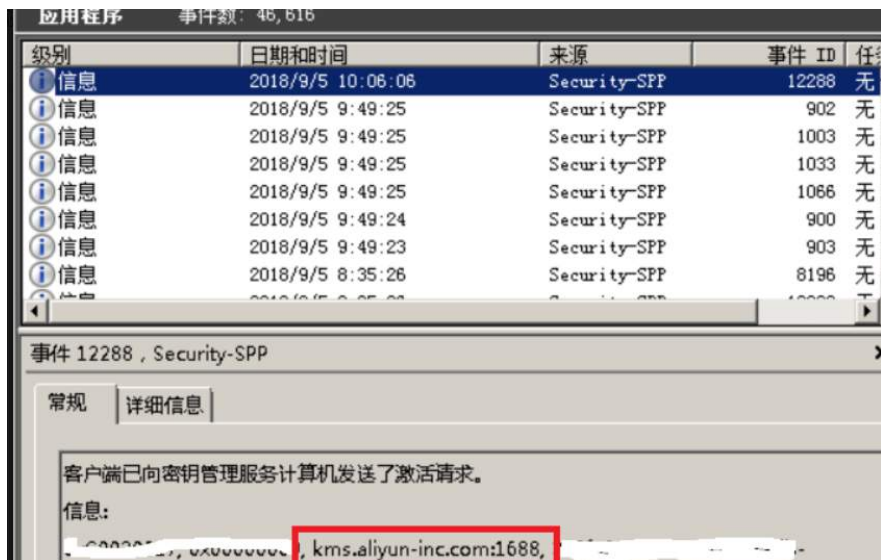 应用程序 事件数: 46,616
级别 日期和时间 来源 事件 ID
信息 2018/9/5 10:06:06 Security-SPP 12288 无
信息 2018/9/5 9:49:25 Security-SPP 902 无
信息 2018/9/5 9:49:25 Security-SPP 1003 无
信息 2018/9/5 9:49:25 Security-SPP 1033 无
信息 2018/9/5 9:49:25 Security-SPP 1066 无
信息 2018/9/5 9:49:24 Security-SPP 900 无
信息 2018/9/5 9:49:23 Security-SPP 903 无
信息 2018/9/5 8:35:26 Security-SPP 8196 无
事件 12288 , Security-SPP
常规 详细信息
客户端已向密钥管理服务计算机发送了激活请求。
信息:
, kms.aliyun-inc.com:1688,